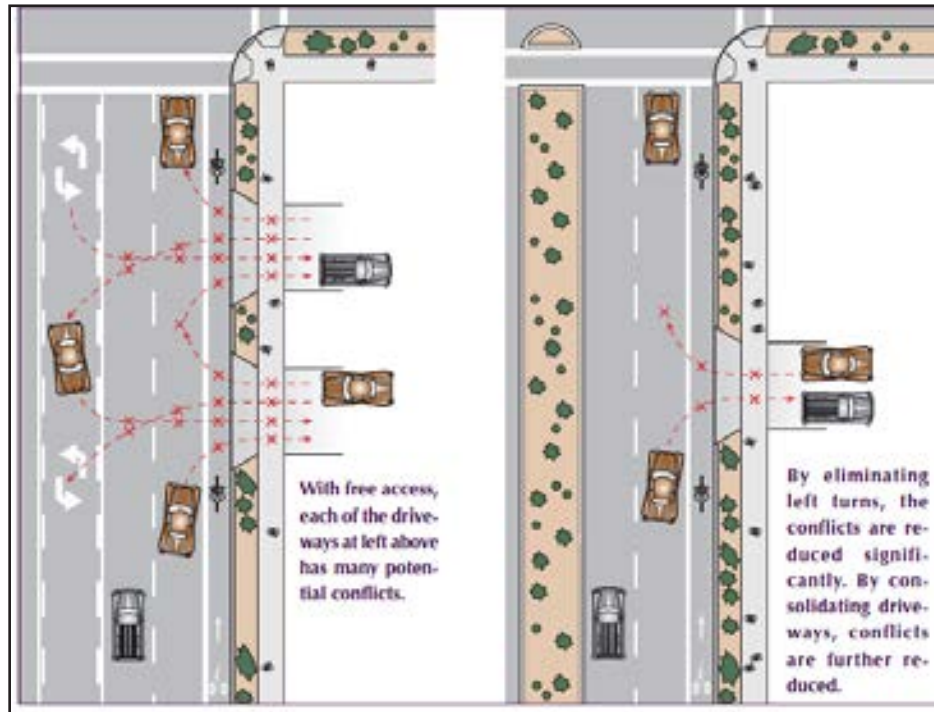 With free access,
each of the drive-
ways at left above
has many poten-
tial conflicts.
By eliminating
left turns, the
conflicts are re-
duced signifi-
cantly. By con-
solidating drive-
ways, conflicts
are further re-
duced.